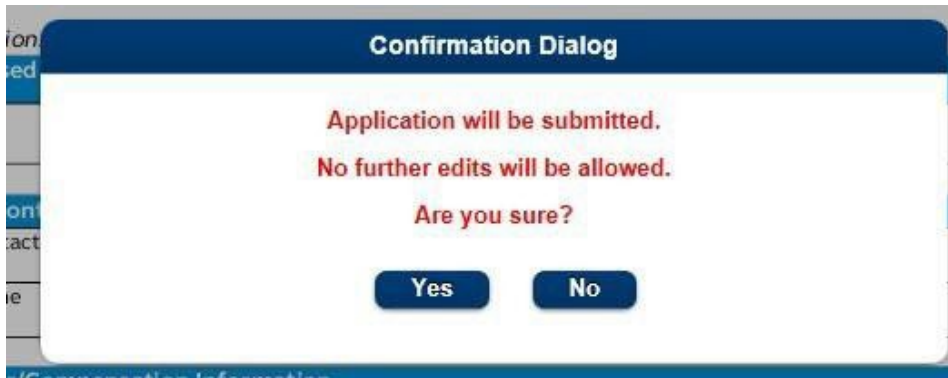 Confirmation Dialog
Application will be submitted.
No further edits will be allowed.
Are you sure?
Yes No